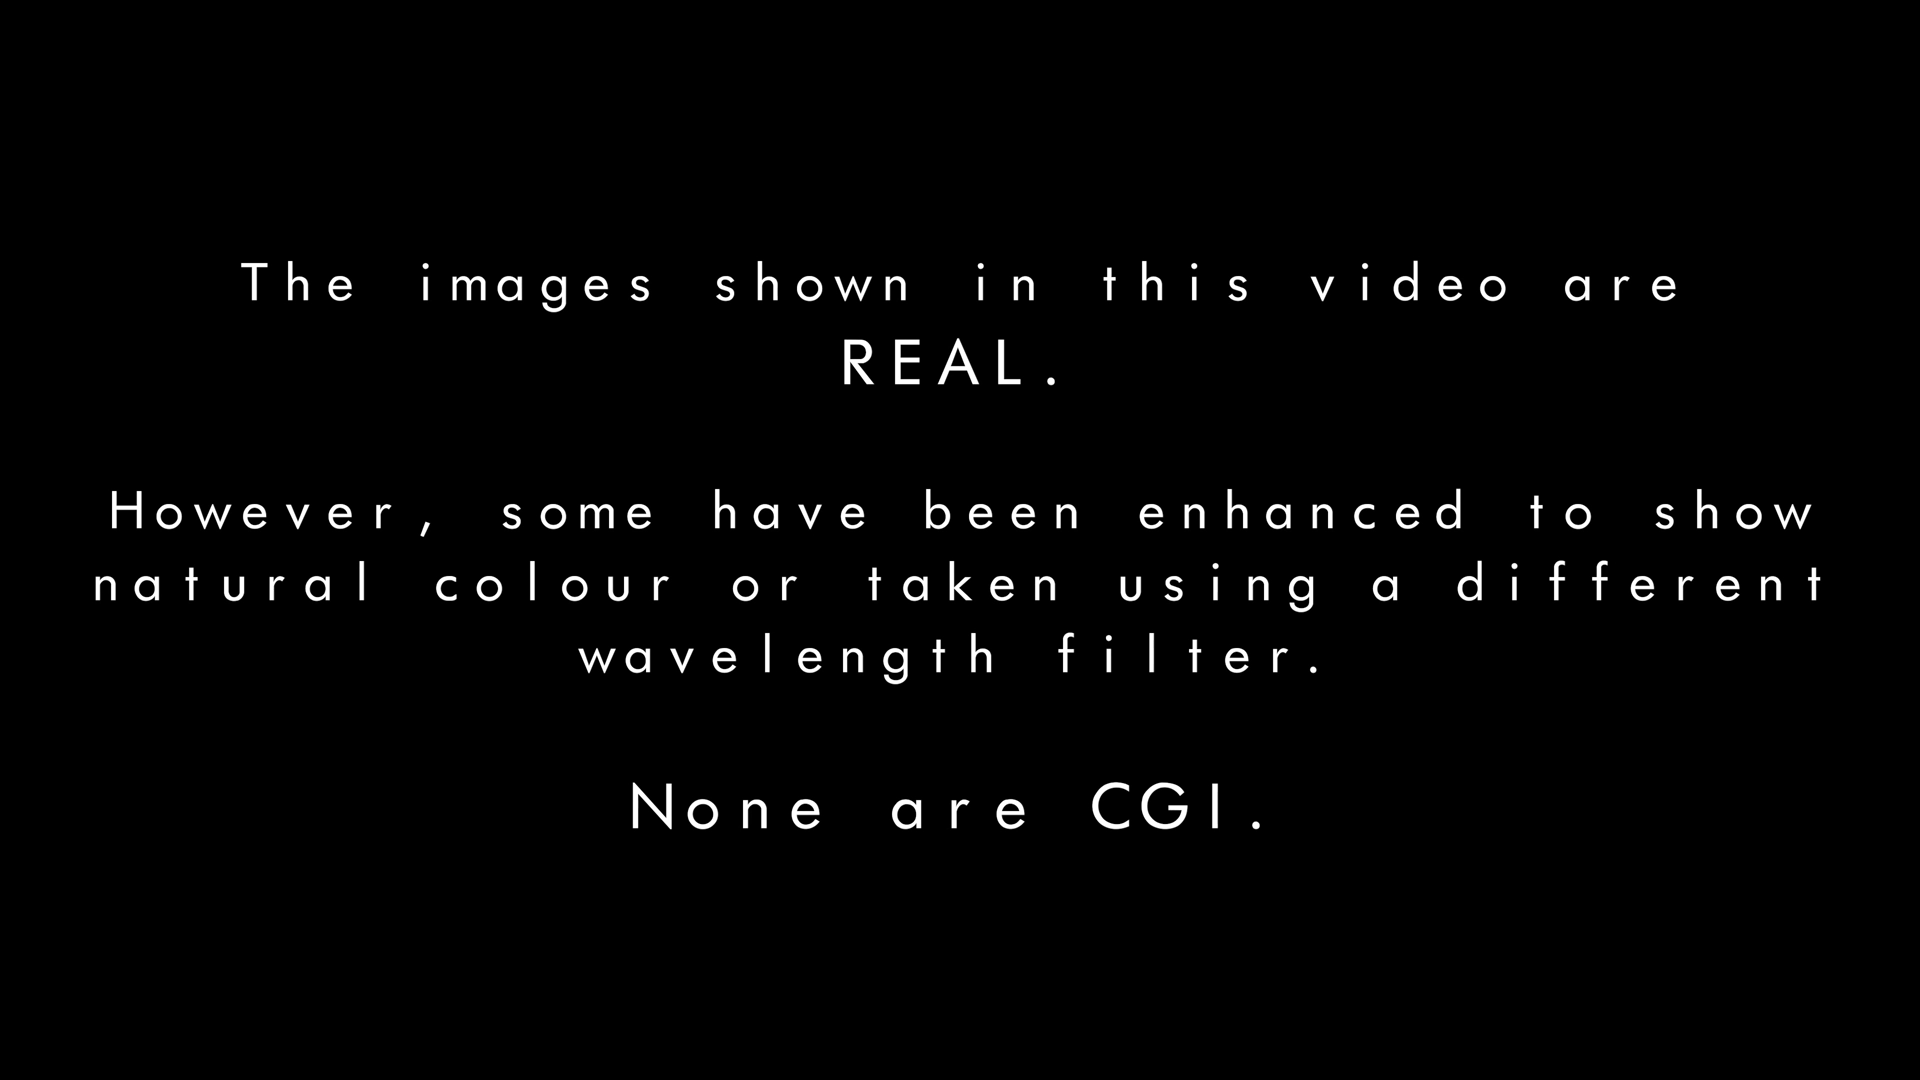 The images shown in this video are
REAL.
However, some have been enhanced to show
natural colour or taken using a different
wavelength filter.
None are CGI.